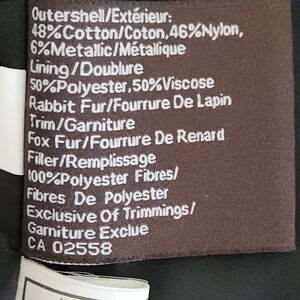 Outershell/Extérieur:
48%Cotton/Coton,46%Nylon,
6%Metallic/Métallique
Lining/Doublure
50%Polyester,50%Viscose
Rabbit Fur/Fourrure De Lapin
Trim/Garniture
Fox Fur/Fourrure De Renard
Filler/Remplissage
100%Polyester Fibres/
Fibres De Polyester
Exclusive Of Trimmings/
Garniture Exclue
CA 02558